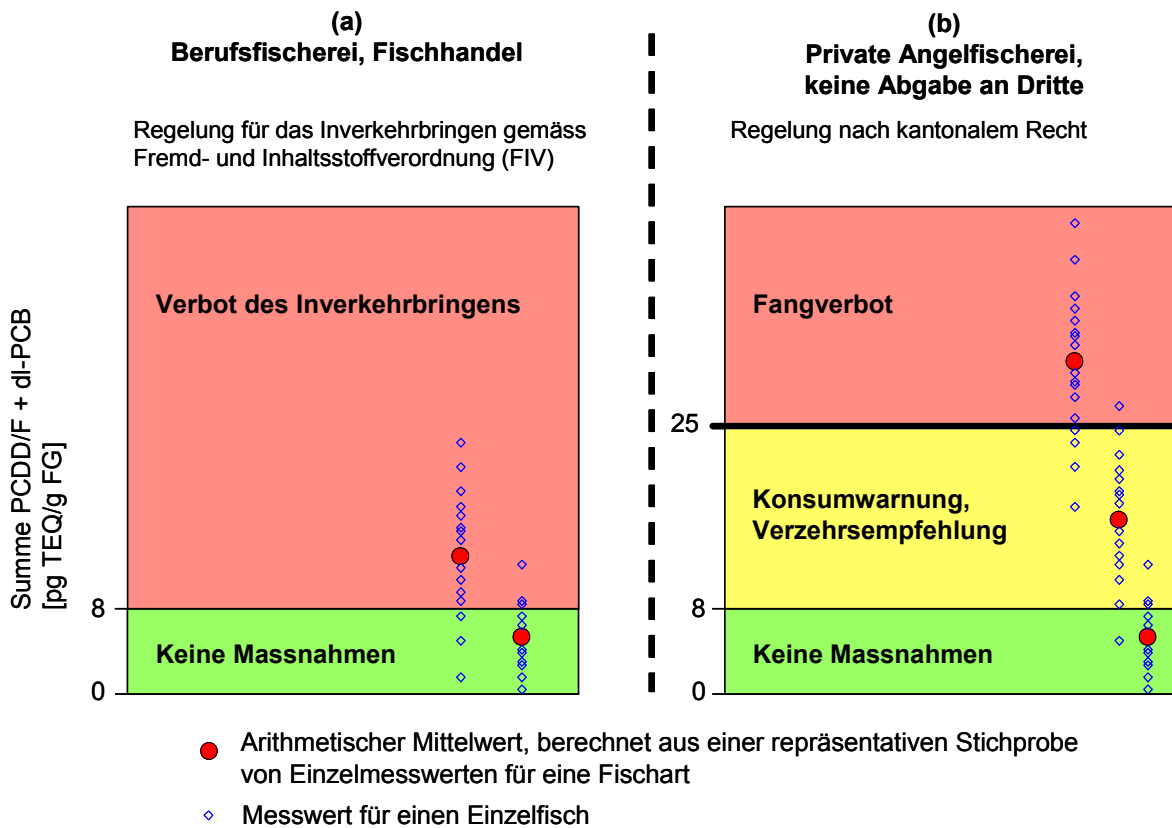 (a)
Berufsfischerei, Fischhandel
Regelung für das Inverkehrbringen gemäss
Fremd- und Inhaltsstoffverordnung (FIV)
(b)
Private Angelfischerei,
keine Abgabe an Dritte
Regelung nach kantonalem Recht
Summe PCDD/F + dl-PCB
[pg TEQ/g FG]
Verbot des Inverkehrbringens
8
Keine Massnahmen
0
Fangverbot
25
Konsumwarnung,
Verzehrsempfehlung
8
Keine Massnahmen
0
Arithmetischer Mittelwert, berechnet aus einer repräsentativen Stichprobe
von Einzelmesswerten für eine Fischart
Messwert für einen Einzelfisch